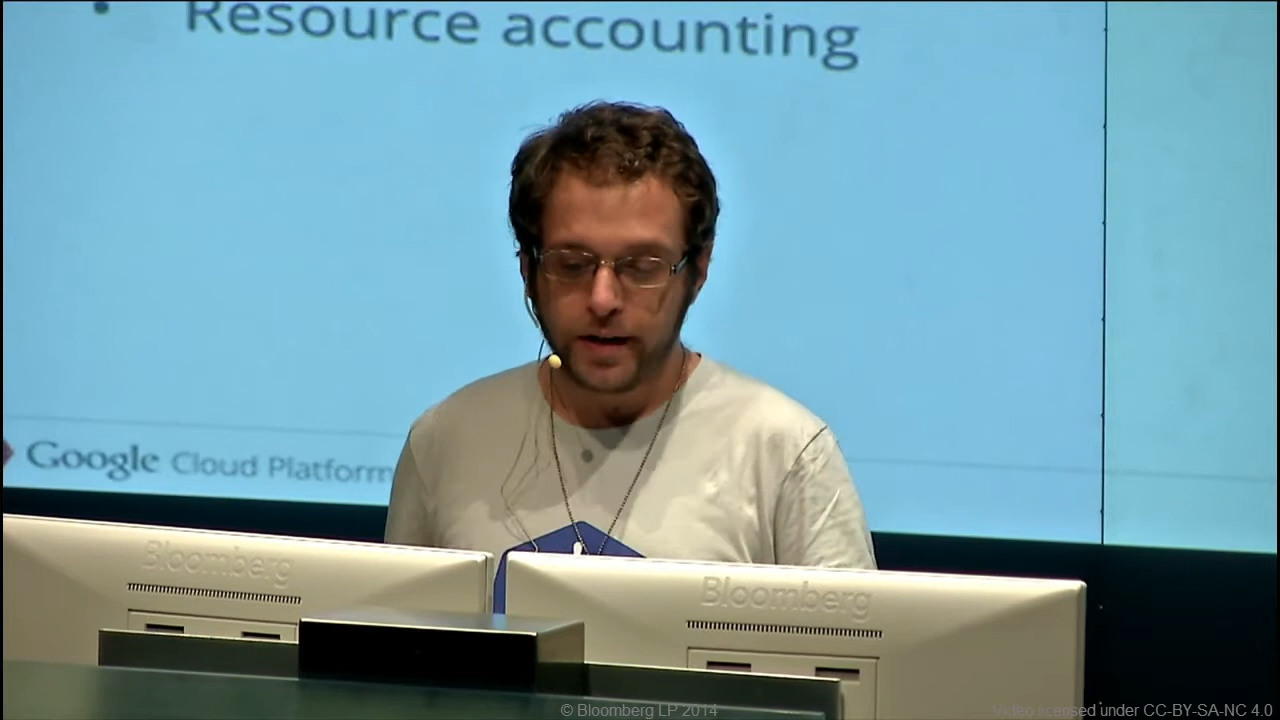 • Resource accounting
Google Cloud Platform
Bloomberg
Bloomberg
© Bloomberg LP 2014
Video licensed under CC-BY-SA-NC 4.0